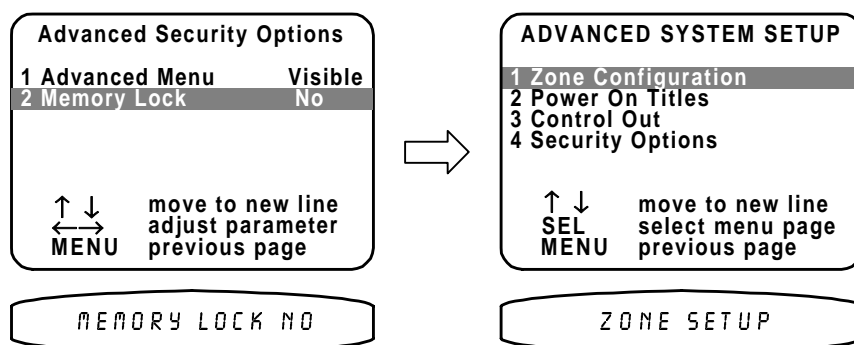 Advanced Security Options
1 Advanced Menu Visible
2 Memory Lock No
↑ ↓ move to new line
←→ adjust parameter
MENU previous page
MEMORY LOCK NO
ADVANCED SYSTEM SETUP
1 Zone Configuration
2 Power On Titles
3 Control Out
4 Security Options
↑ ↓ move to new line
SEL select menu page
MENU previous page
ZONE SETUP